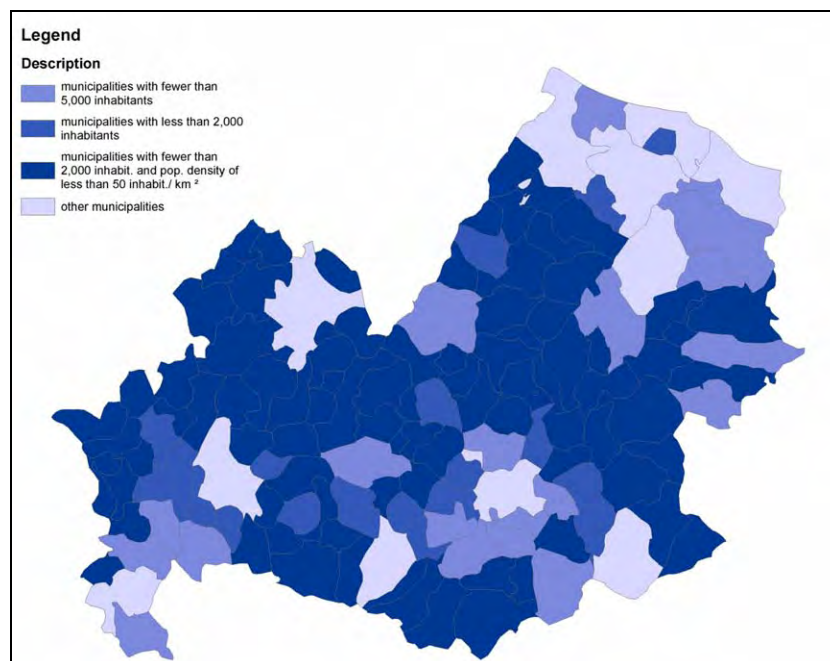 Legend
Description
municipalities with fewer than
5,000 inhabitants
municipalities with less than 2,000
inhabitants
municipalities with fewer than
2,000 inhabit. and pop. density of
less than 50 inhabit./ km ²
other municipalities